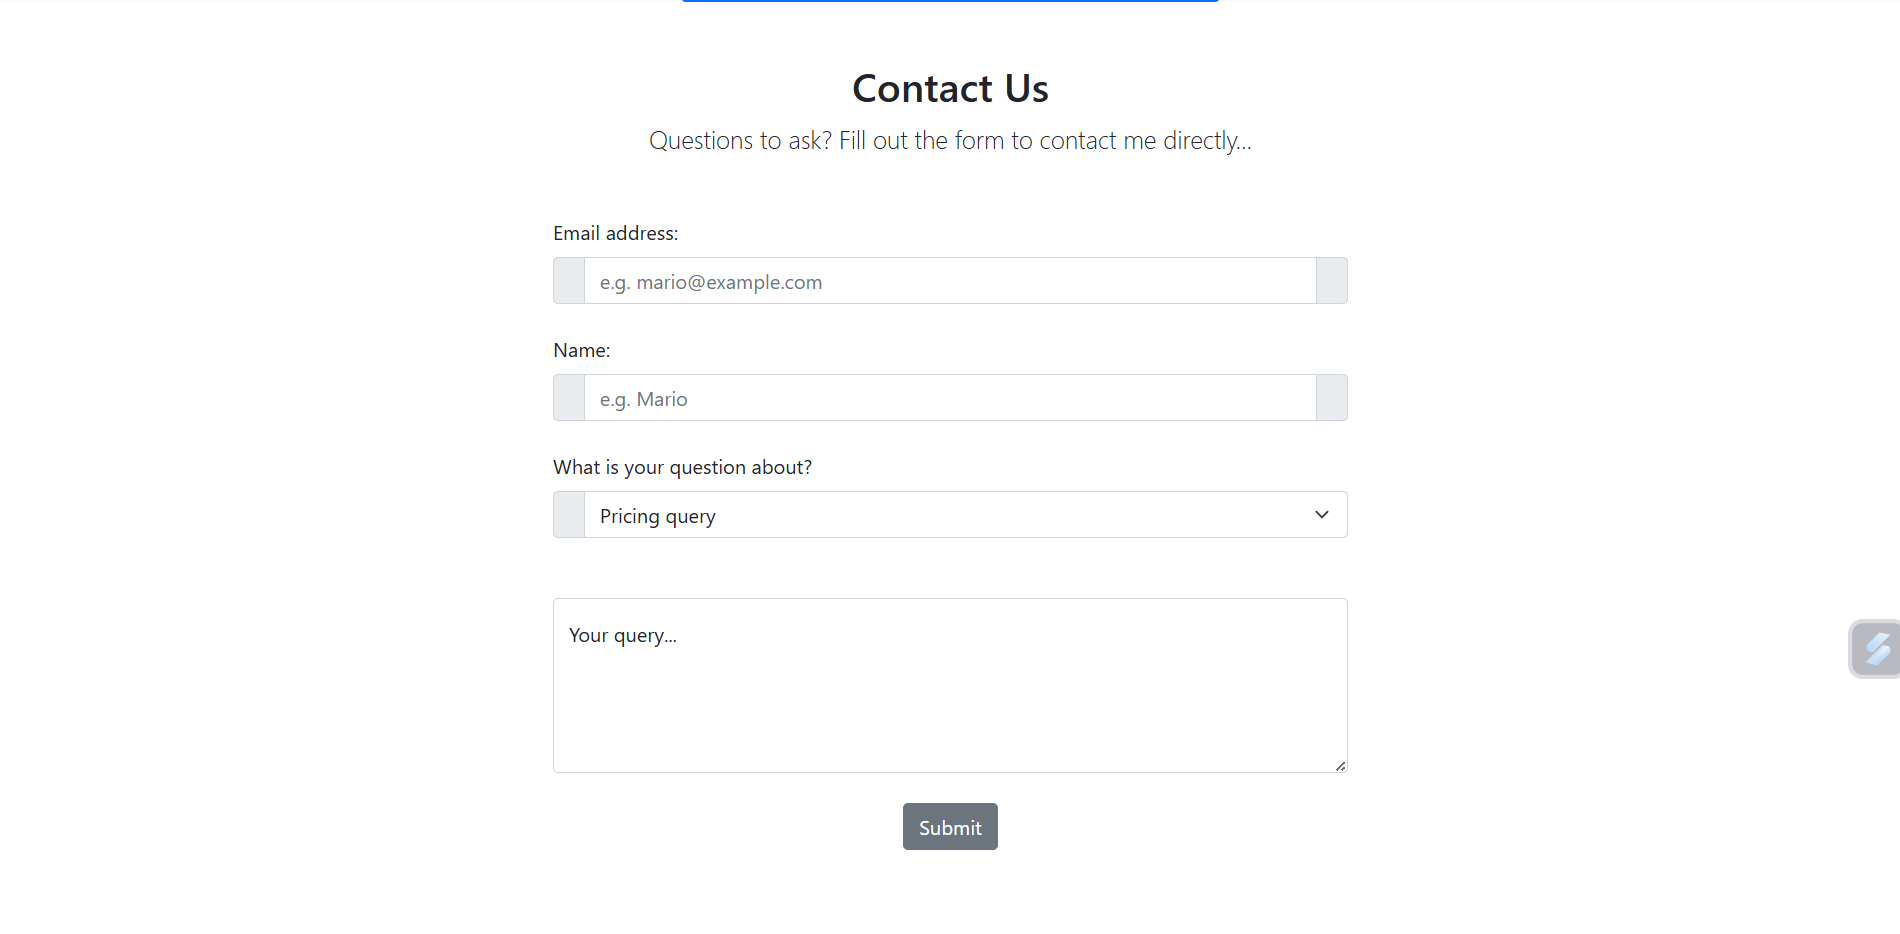 Contact Us
Questions to ask? Fill out the form to contact me directly...
Email address:
e.g. mario@example.com
Name:
e.g. Mario
What is your question about?
Pricing query
Your query...
Submit